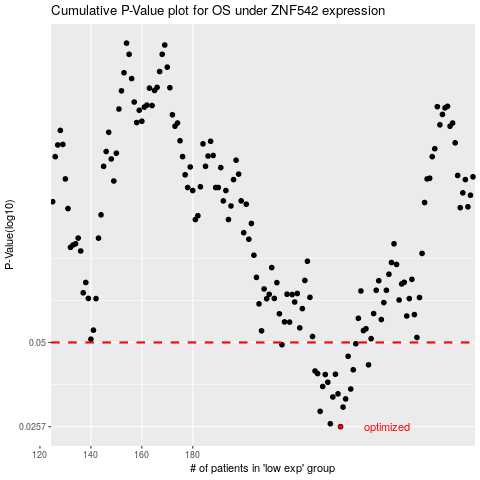 Cumulative P-Value plot for OS under ZNF542 expression
P-Value(log10)
0.05
0.0257
optimized
120 140 160 180
# of patients in 'low exp' group